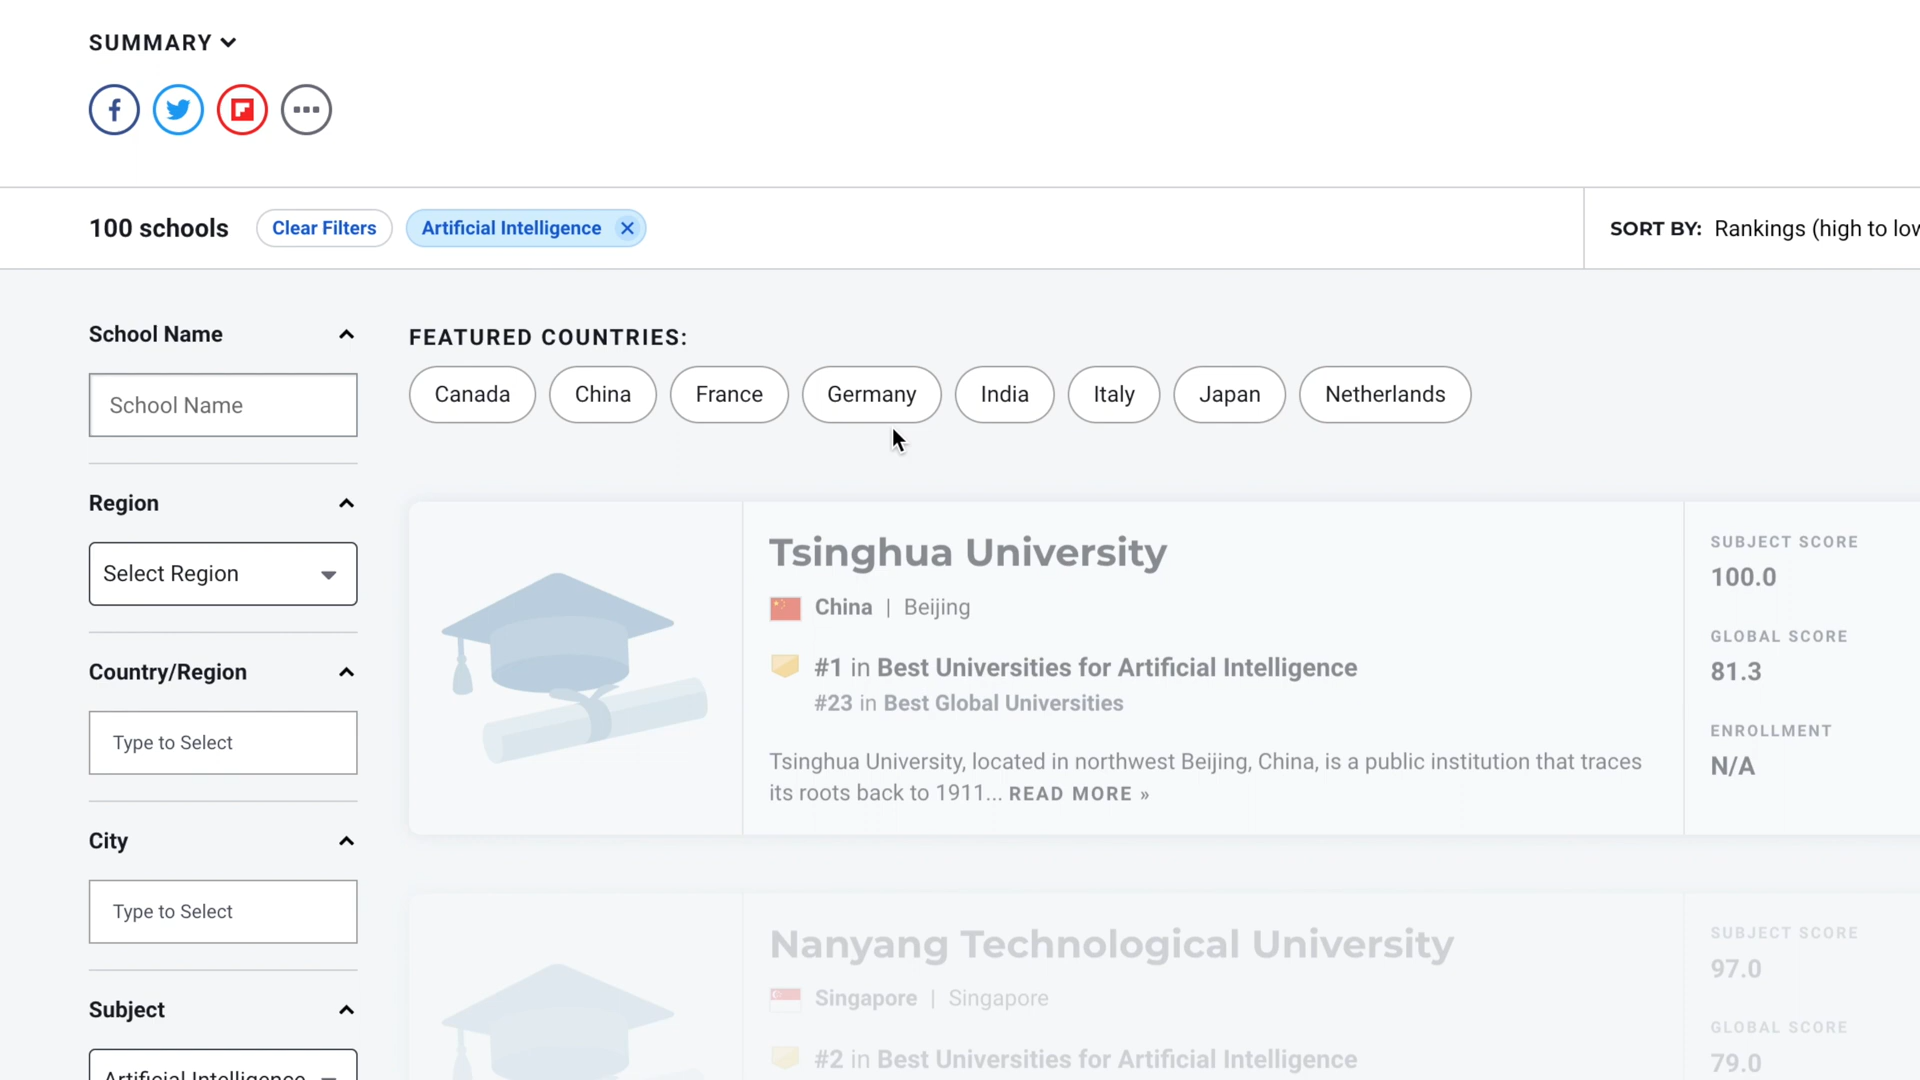 SUMMARY
100 schools
Clear Filters
Artificial Intelligence
SORT BY: Rankings (high to low
School Name
School Name
Region
Select Region
Country/Region
Type to Select
City
Type to Select
Subject
Artificial Intelligence
FEATURED COUNTRIES:
Canada
China
France
Germany
India
Italy
Japan
Netherlands
Tsinghua University
China | Beijing
#1 in Best Universities for Artificial Intelligence
#23 in Best Global Universities
Tsinghua University, located in northwest Beijing, China, is a public institution that traces
its roots back to 1911... READ MORE »
SUBJECT SCORE
100.0
GLOBAL SCORE
81.3
ENROLLMENT
N/A
Nanyang Technological University
Singapore | Singapore
#2 in Best Universities for Artificial Intelligence
SUBJECT SCORE
97.0
GLOBAL SCORE
79.0